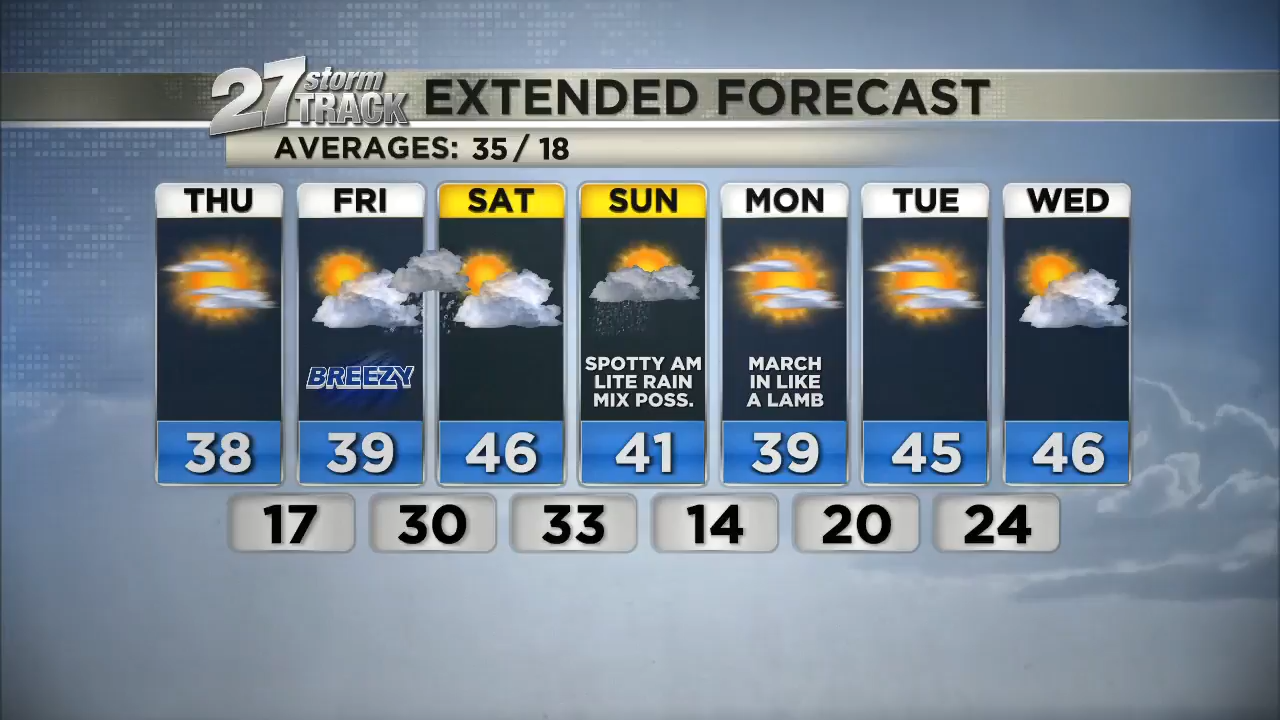 27 storm TRACK EXTENDED FORECAST
AVERAGES: 35 / 18
THU FRI SAT SUN MON TUE WED
BREEZY
SPOTTY AM
LITE RAIN
MIX POSS.
MARCH
IN LIKE
A LAMB
38 39 46 41 39 45 46
17 30 33 14 20 24